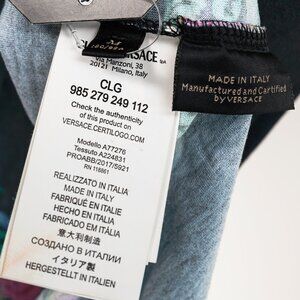 M
VERSACE
Via Manzoni, 38
20121 Milano, Italy
CLG
985 279 249 112
Check the authenticity
of this product on
VERSACE.CERTILOGO.COM
Modello A77276
Tessuto A224831
PROABB/2017/5921
RN 116861
REALIZZATO IN ITALIA
MADE IN ITALY
FABRIQUÉ EN ITALIE
HECHO EN ITALIA
FABRICADO EM ITÁLIA
意大利制造
СОЗДАНО В ИТАЛИИ
イタリア製
HERGESTELLT IN ITALIEN
MADE IN ITALY
Manufactured and Certified
by VERSACE